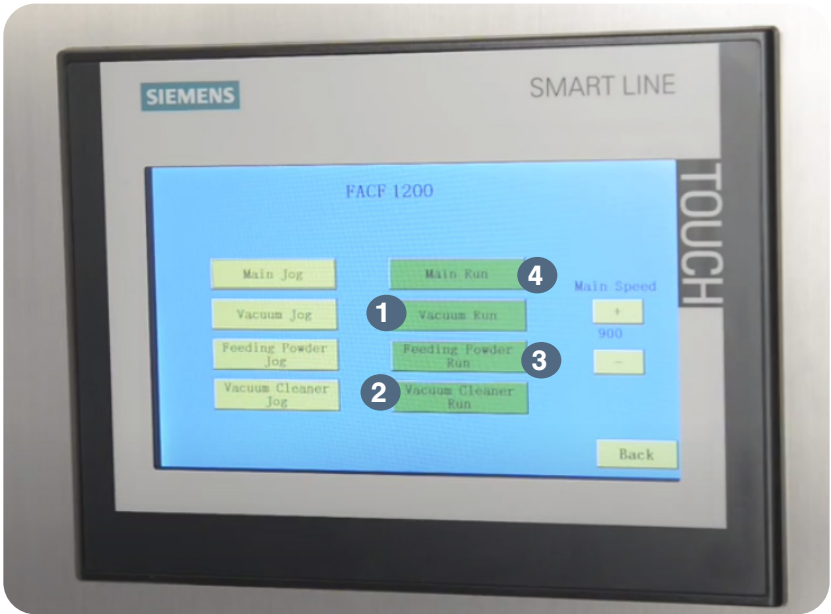 SIEMENS
SMART LINE
TOUCH
FACF 1200
Main Jog
Main Run
4
Main Speed
Vacuum Jog
1
Vacuum Run
+
900
Feeding Powder
Jog
Feeding Powder
Run
3
-
Vacuum Cleaner
Jog
2
Vacuum Cleaner
Run
Back